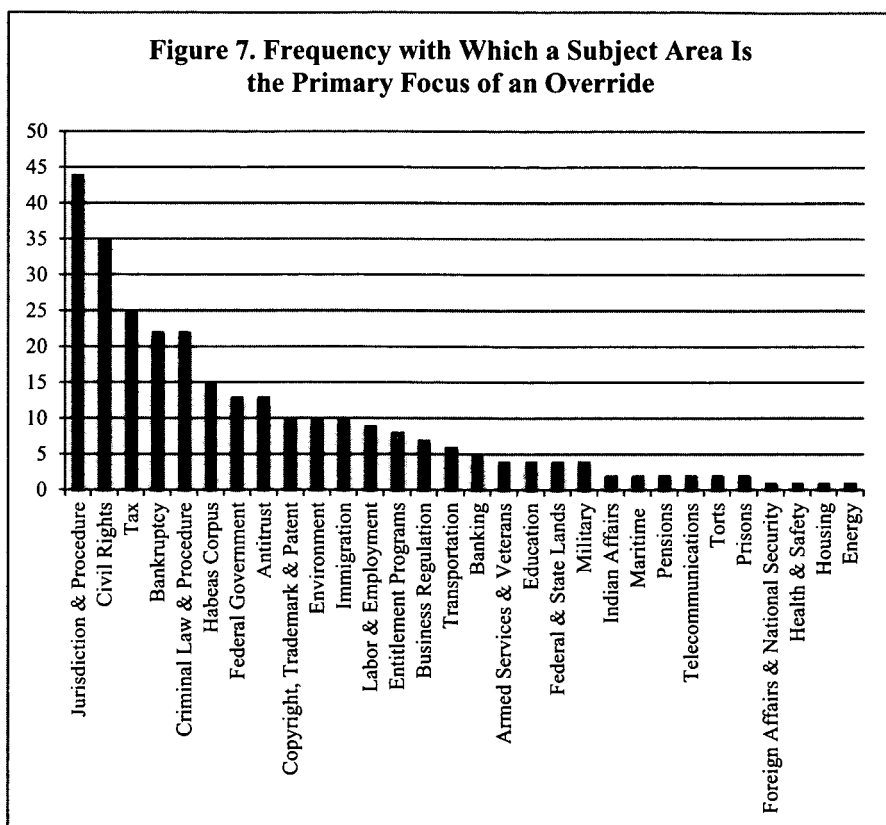 Figure 7. Frequency with Which a Subject Area Is
the Primary Focus of an Override
50
45
40
35
30
25
20
15
10
5
0
Jurisdiction & Procedure
Civil Rights
Tax
Bankruptcy
Criminal Law & Procedure
Habeas Corpus
Federal Government
Antitrust
Copyright, Trademark & Patent
Environment
Immigration
Labor & Employment
Entitlement Programs
Business Regulation
Transportation
Banking
Armed Services & Veterans
Education
Federal & State Lands
Military
Indian Affairs
Maritime
Pensions
Telecommunications
Torts
Prisons
Foreign Affairs & National Security
Health & Safety
Housing
Energy